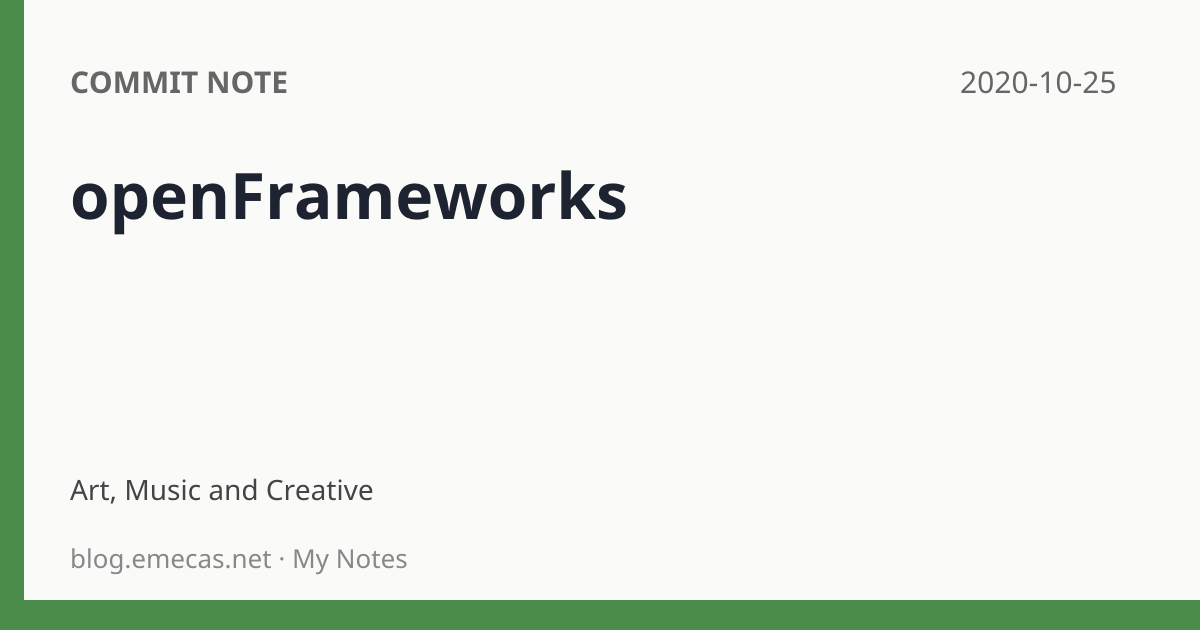 COMMIT NOTE
2020-10-25
openFrameworks
Art, Music and Creative
blog.emecas.net · My Notes